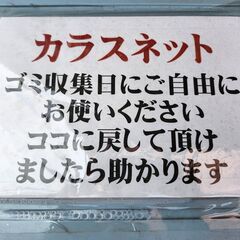 カラスネット
ゴミ収集日にご自由に
お使いください
ココに戻して頂け
ましたら助かります